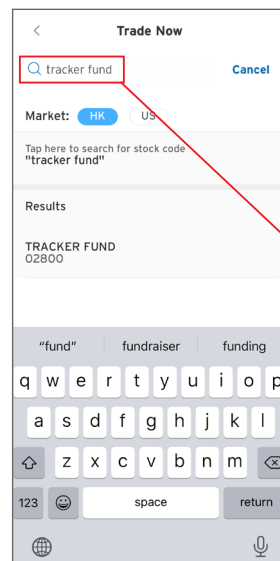 Trade Now
tracker fund Cancel
Market: HK US
Tap here to search for stock code
"tracker fund"
Results
TRACKER FUND
02800
“fund” fundraiser funding
q w e r t y u i o p
a s d f g h j k l
z x c v b n m
123 space return